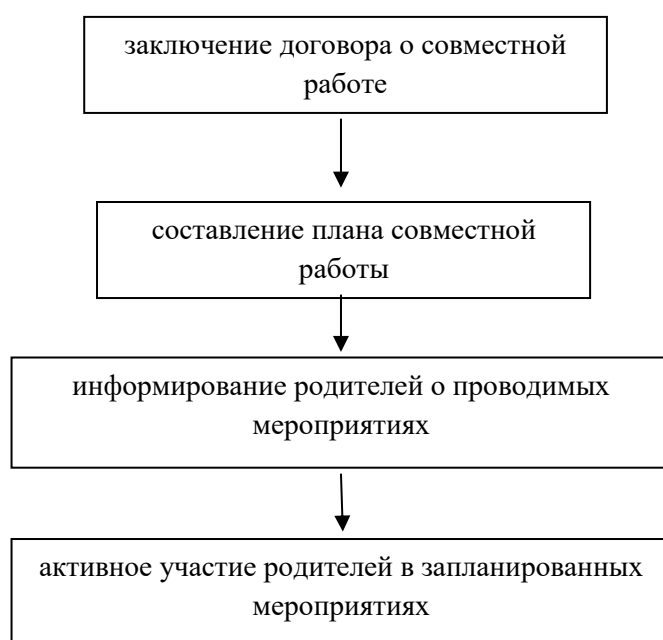 заключение договора о совместной
работе
составление плана совместной
работы
информирование родителей о проводимых
мероприятиях
активное участие родителей в запланированных
мероприятиях